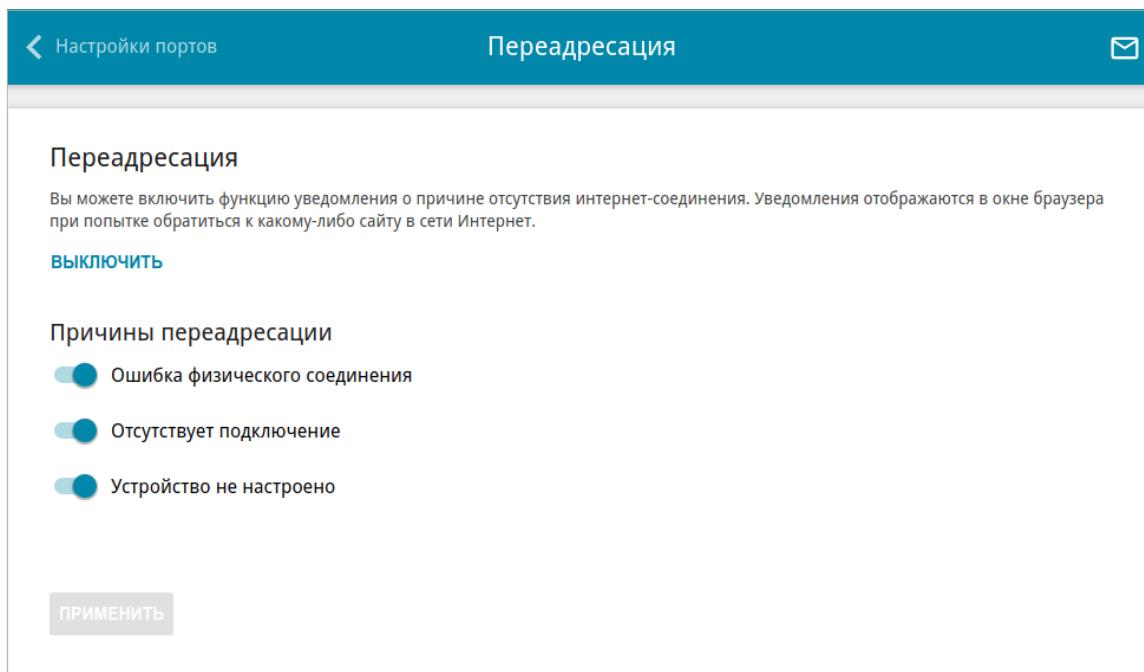 Настройки портов
Переадресация
Переадресация
Вы можете включить функцию уведомления о причине отсутствия интернет-соединения. Уведомления отображаются в окне браузера
при попытке обратиться к какому-либо сайту в сети Интернет.
ВЫКЛЮЧИТЬ
Причины переадресации
Ошибка физического соединения
Отсутствует подключение
Устройство не настроено
ПРИМЕНИТЬ